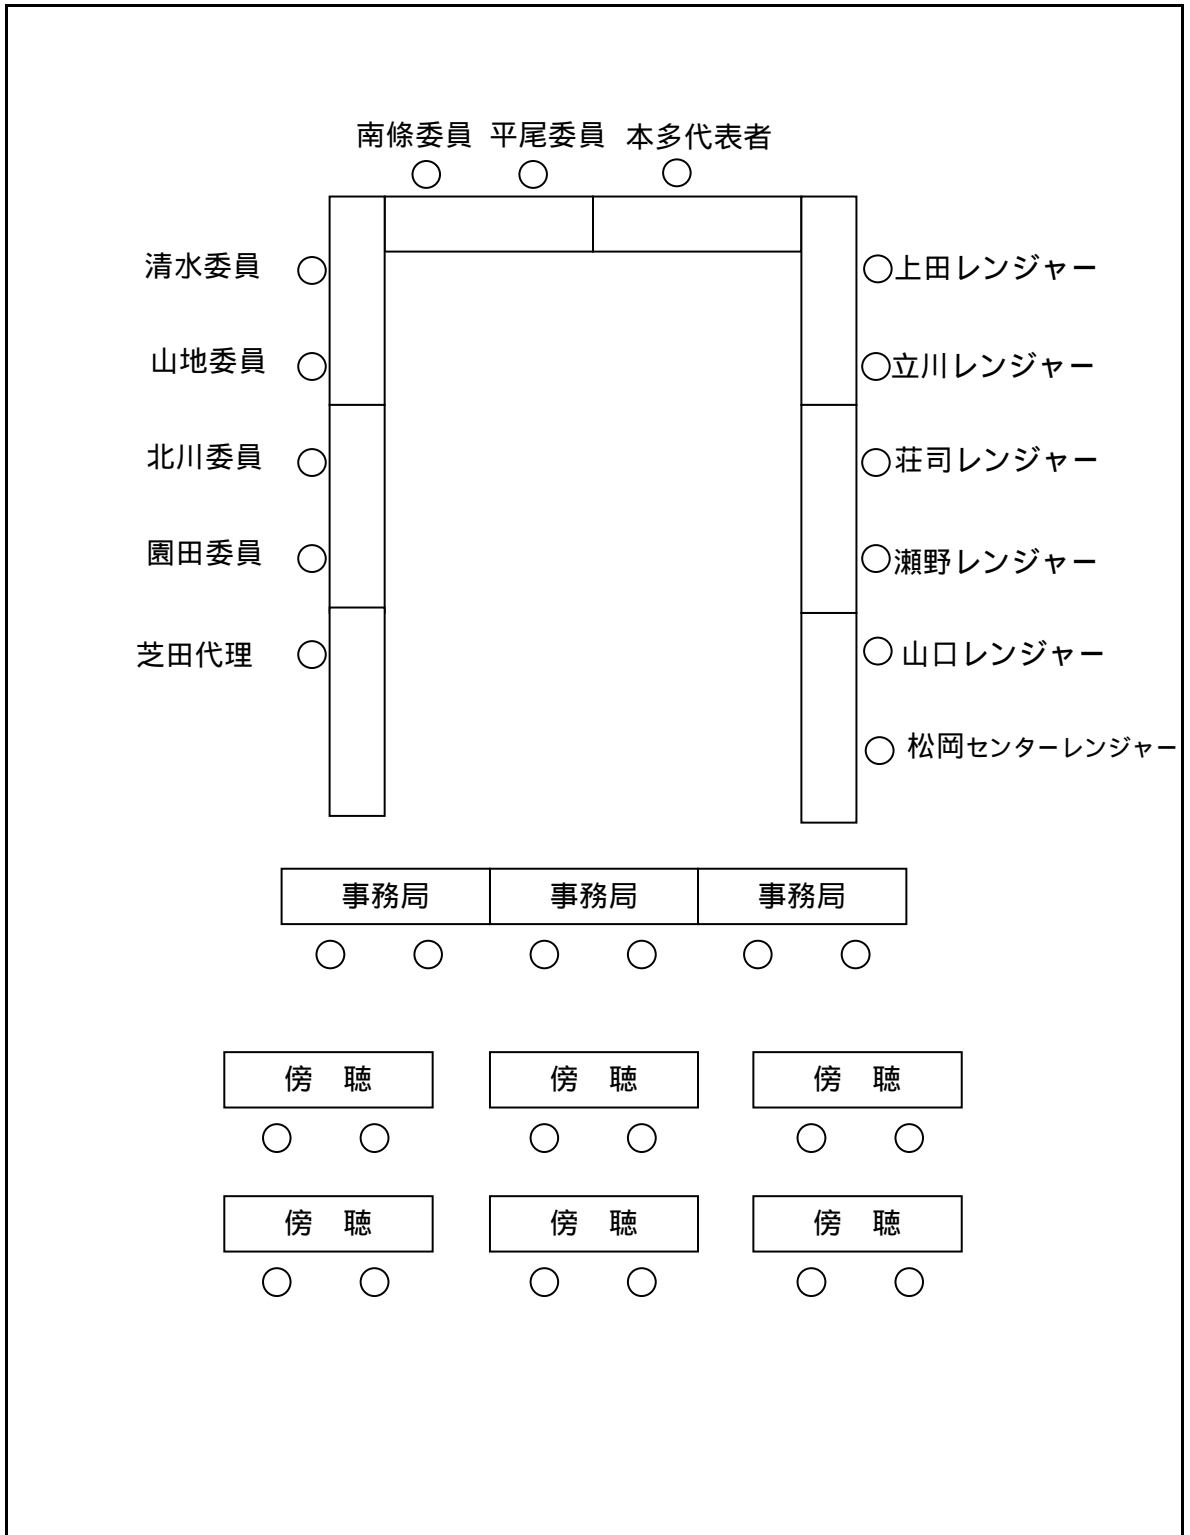 南條委員 平尾委員 本多代表者
清水委員 上田レンジャー
山地委員 立川レンジャー
北川委員 荘司レンジャー
園田委員 瀬野レンジャー
芝田代理 山口レンジャー
松岡センターレンジャー
事務局 事務局 事務局
傍　聴 傍　聴 傍　聴
傍　聴 傍　聴 傍　聴